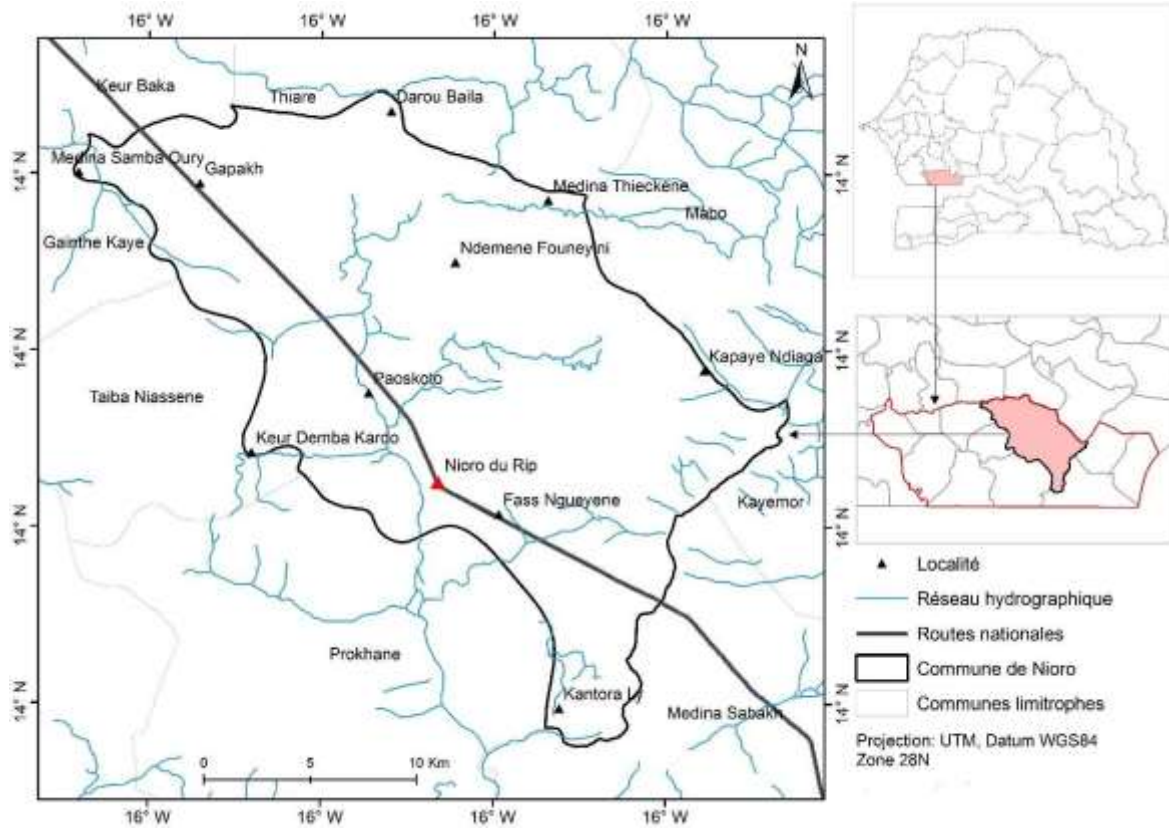 16° W 16° W 16° W 16° W
N
Keur Baka
Thiare
Darou Baila
Medina Samba Oury
Gapakh
14° N
14° N
Medina Thieckene
Mabo
Gainthe Kaye
Ndemene Founeyni
14° N
14° N
Kapaye Ndiaga
Paoskoto
Taiba Niassene
Keur Demba Kardo
Nioro du Rip
Fass Ngueyene
Kayemor
14° N
14° N
Prokhane
Kantora
Medina Sabakh
14° N
14° N
0 5 10 Km
16° W 16° W 16° W 16° W
Localité
Réseau hydrographique
Routes nationales
Commune de Nioro
Communes limitrophes
Projection: UTM, Datum WGS84
Zone 28N